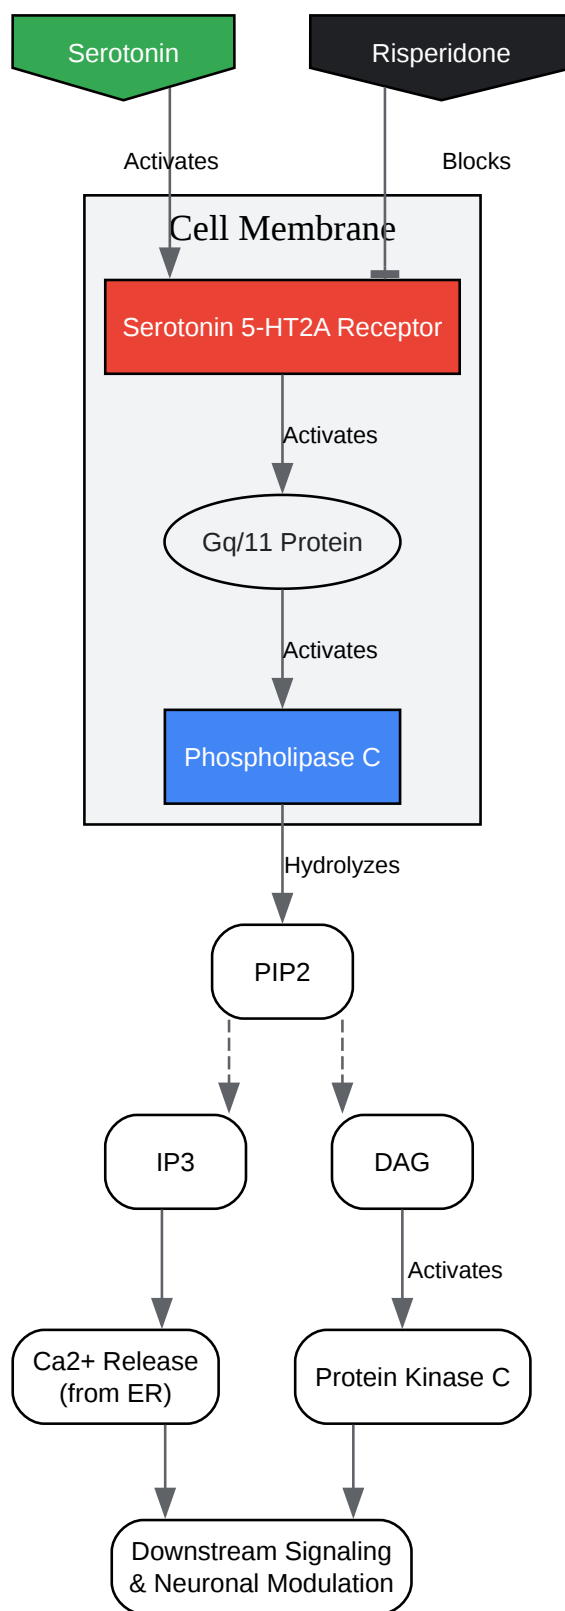 Serotonin
Risperidone
Activates
Blocks
Cell Membrane
Serotonin 5-HT2A Receptor
Activates
Gq/11 Protein
Activates
Phospholipase C
Hydrolyzes
PIP2
IP3
DAG
Activates
Ca2+ Release
(from ER)
Protein Kinase C
Downstream Signaling
& Neuronal Modulation